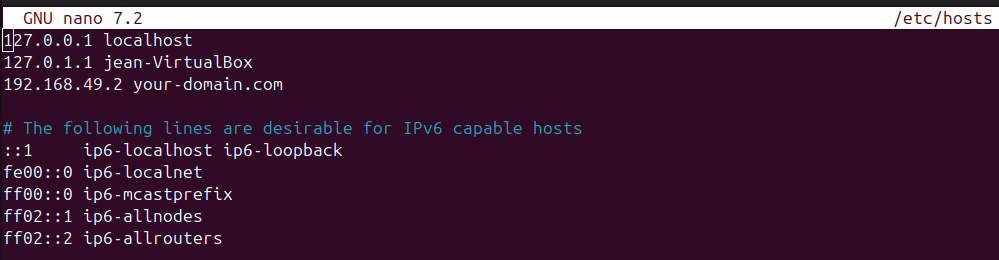 GNU nano 7.2 /etc/hosts
127.0.0.1 localhost
127.0.1.1 jean-VirtualBox
192.168.49.2 your-domain.com
# The following lines are desirable for IPv6 capable hosts
::1 ip6-localhost ip6-loopback
fe00::0 ip6-localnet
ff00::0 ip6-mcastprefix
ff02::1 ip6-allnodes
ff02::2 ip6-allrouters